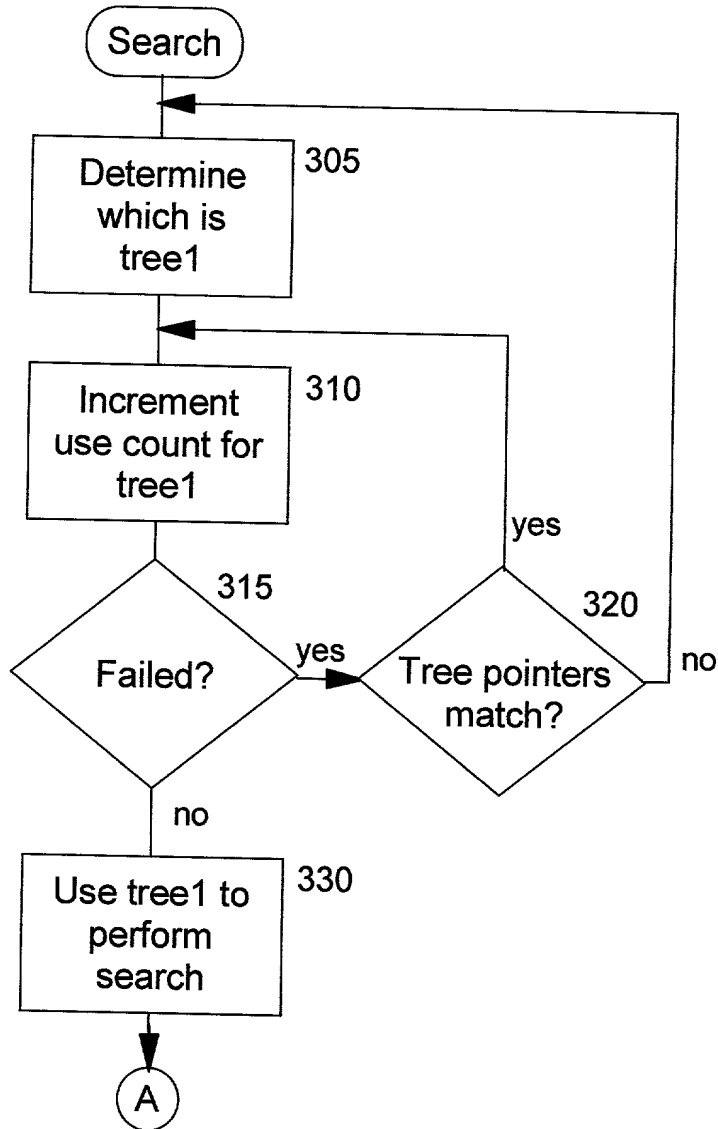 Search
305
Determine
which is
tree1
310
Increment
use count for
tree1
yes
315
320
Failed?
yes
Tree pointers
match?
no
no
330
Use tree1 to
perform
search
A